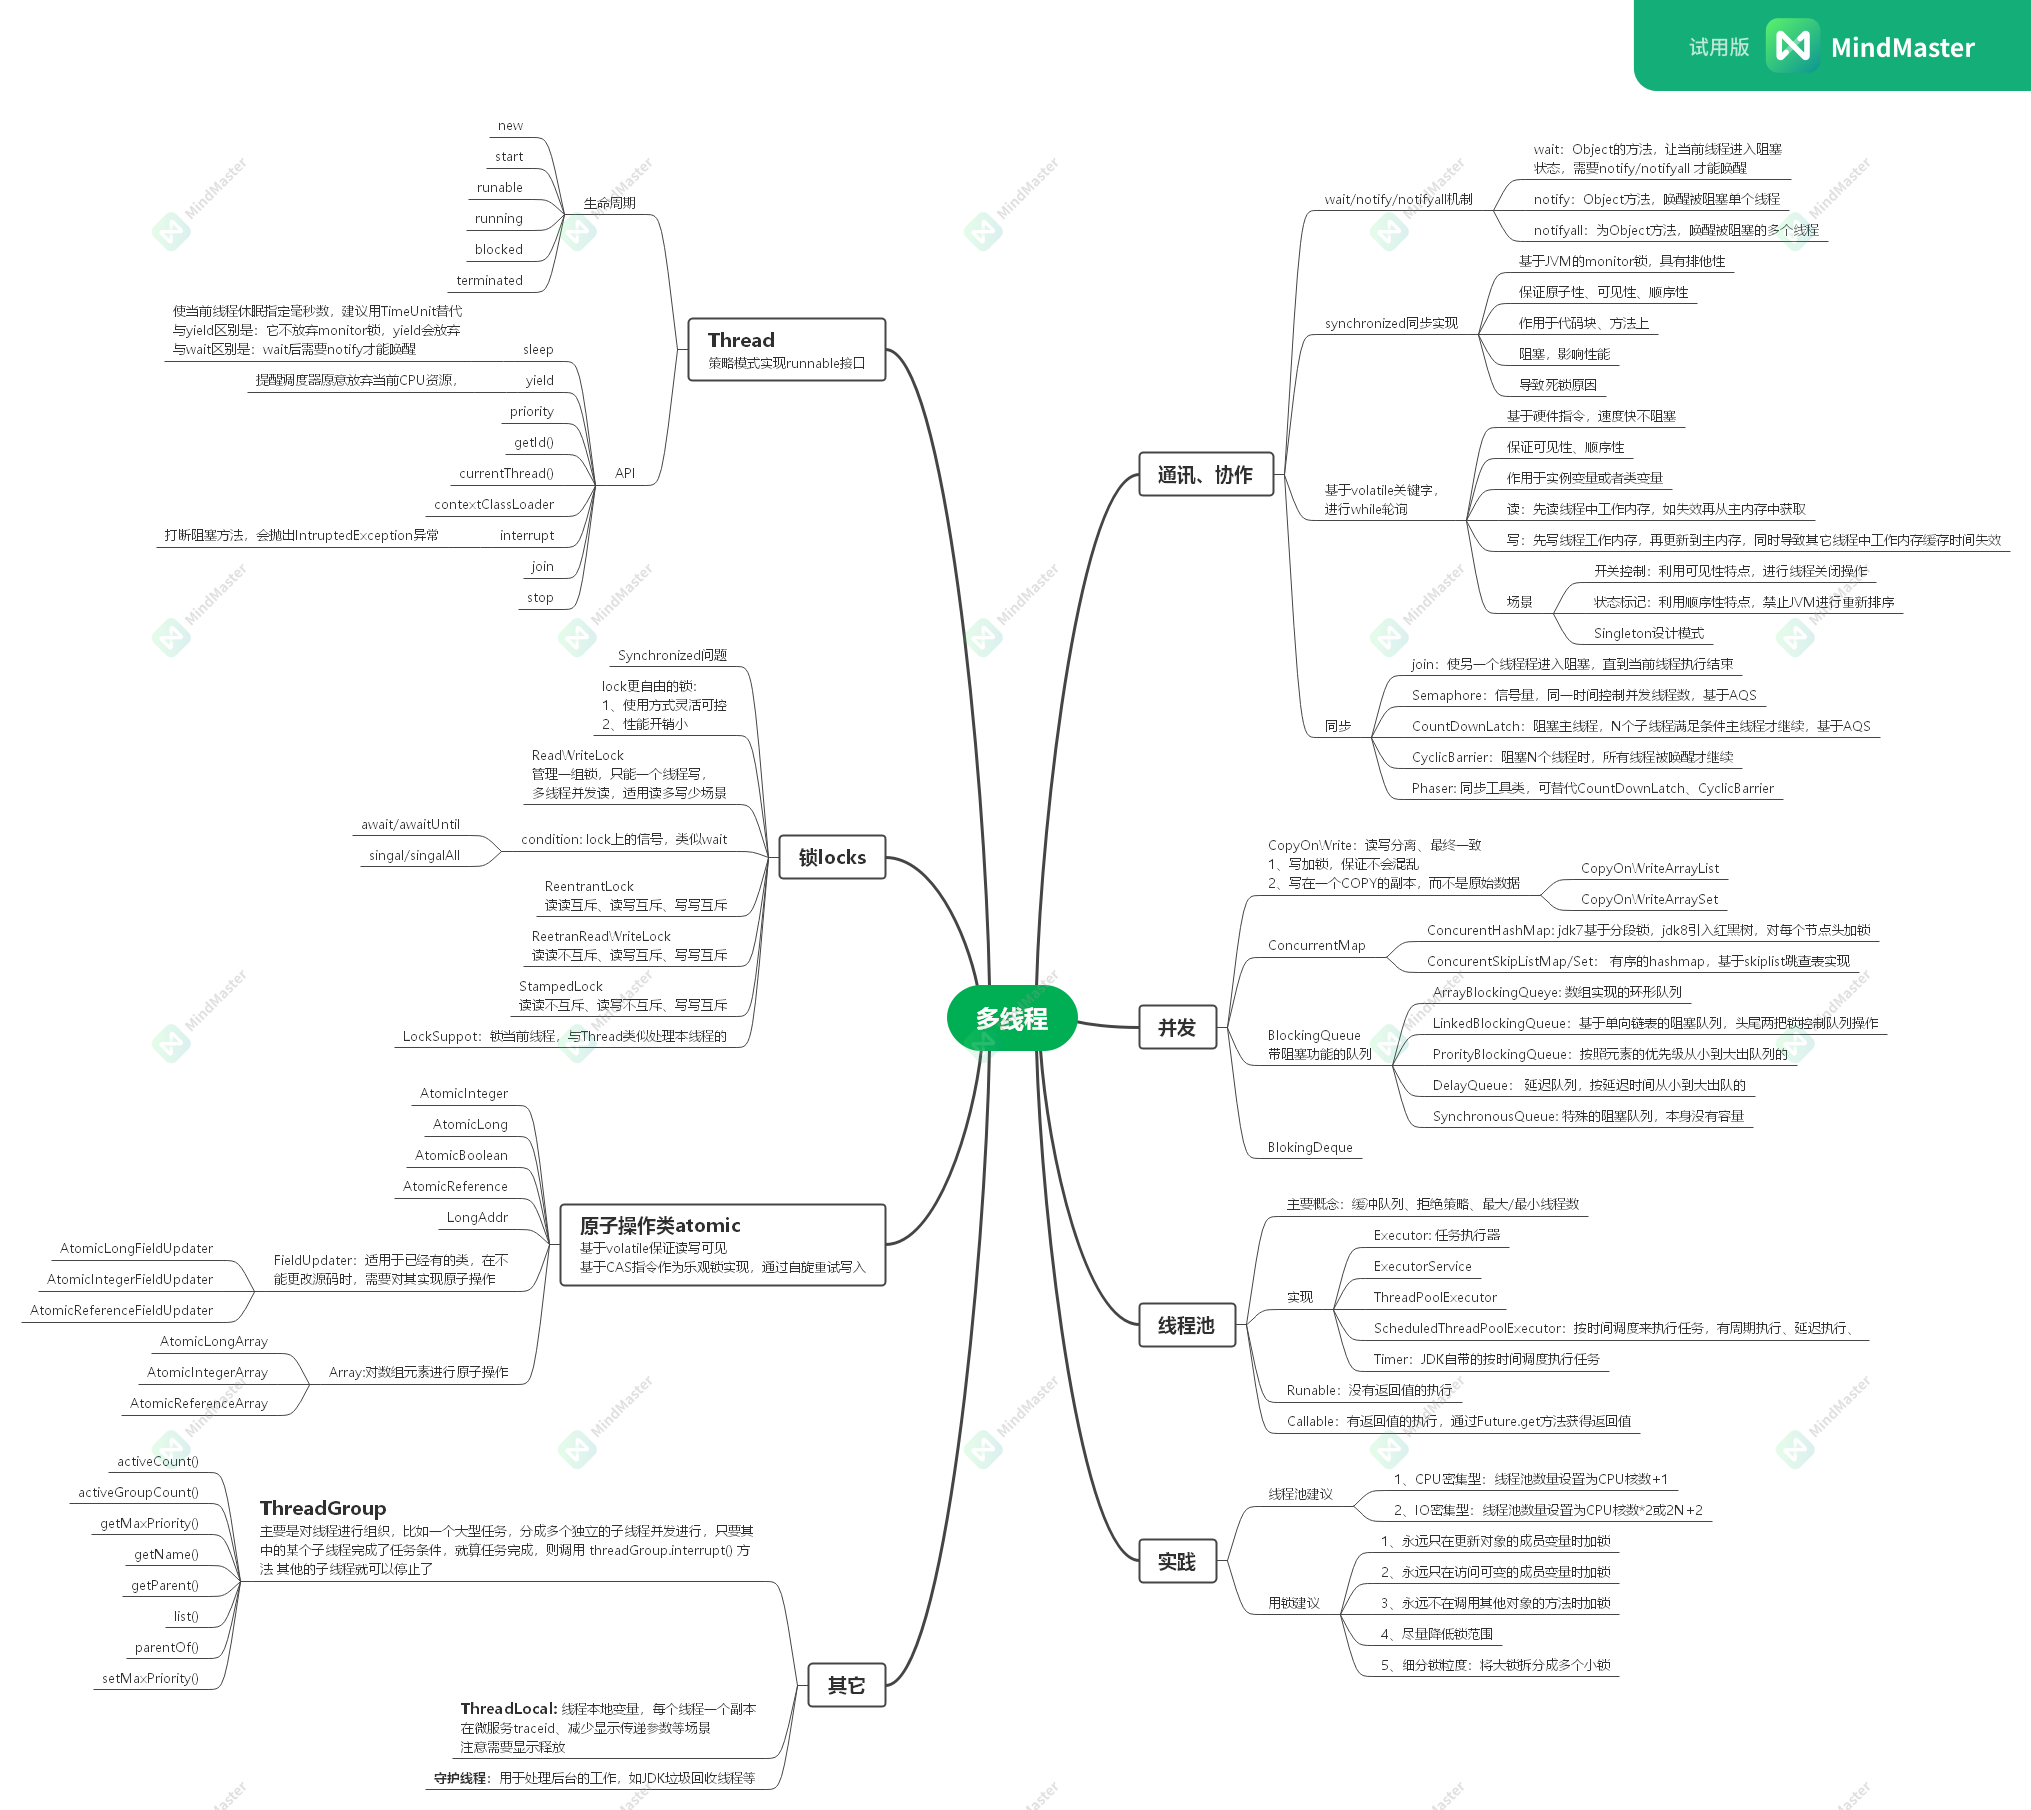 试用版 MindMaster
多线程
Thread
策略模式实现runnable接口
生命周期
new
start
runable
running
blocked
terminated
API
使当前线程休眠指定毫秒数，建议用TimeUnit替代
与yield区别是：它不放弃monitor锁，yield会放弃
与wait区别是：wait后需要notify才能唤醒
sleep
提醒调度器愿意放弃当前CPU资源，
yield
priority
getId()
currentThread()
contextClassLoader
打断阻塞方法，会抛出IntruptedException异常
interrupt
join
stop
锁locks
Synchronized问题
lock更自由的锁：
1、使用方式灵活可控
2、性能开销小
ReadWriteLock
管理一组锁，只能一个线程写，
多线程并发读，适用读多写少场景
condition: lock上的信号，类似wait
await/awaitUntil
singal/singalAll
ReentrantLock
读读互斥、读写互斥、写写互斥
ReetranReadWriteLock
读读不互斥、读写互斥、写写互斥
StampedLock
读读不互斥、读写不互斥、写写互斥
LockSuppot：锁当前线程，与Thread类似处理本线程的
原子操作类atomic
基于volatile保证读写可见
基于CAS指令作为乐观锁实现，通过自旋重试写入
AtomicInteger
AtomicLong
AtomicBoolean
AtomicReference
LongAddr
FieldUpdater：适用于已经有的类，在不
能更改源码时，需要对其实现原子操作
AtomicLongFieldUpdater
AtomicIntegerFieldUpdater
AtomicReferenceFieldUpdater
Array:对数组元素进行原子操作
AtomicLongArray
AtomicIntegerArray
AtomicReferenceArray
其它
ThreadGroup
主要是对线程进行组织，比如一个大型任务，分成多个独立的子线程并发进行，只要其
中的某个子线程完成了任务条件，就算任务完成，则调用 threadGroup.interrupt() 方
法 其他的子线程就可以停止了
activeCount()
activeGroupCount()
getMaxPriority()
getName()
getParent()
list()
parentOf()
setMaxPriority()
ThreadLocal: 线程本地变量，每个线程一个副本
在微服务traceid、减少显示传递参数等场景
注意需要显示释放
守护线程：用于处理后台的工作，如JDK垃圾回收线程等
通讯、协作
wait/notify/notifyall机制
wait：Object的方法，让当前线程进入阻塞
状态，需要notify/notifyall 才能唤醒
notify：Object方法，唤醒被阻塞单个线程
notifyall：为Object方法，唤醒被阻塞的多个线程
synchronized同步实现
基于JVM的monitor锁，具有排他性
保证原子性、可见性、顺序性
作用于代码块、方法上
阻塞，影响性能
导致死锁原因
基于volatile关键字，
进行while轮询
基于硬件指令，速度快不阻塞
保证可见性、顺序性
作用于实例变量或者类变量
读：先读线程中工作内存，如失效再从主内存中获取
写：先写线程工作内存，再更新到主内存，同时导致其它线程中工作内存缓存时间失效
场景
开关控制：利用可见性特点，进行线程关闭操作
状态标记：利用顺序性特点，禁止JVM进行重新排序
Singleton设计模式
同步
join：使另一个线程程进入阻塞，直到当前线程执行结束
Semaphore：信号量，同一时间控制并发线程数，基于AQS
CountDownLatch：阻塞主线程，N个子线程满足条件主线程才继续，基于AQS
CyclicBarrier：阻塞N个线程时，所有线程被唤醒才继续
Phaser: 同步工具类，可替代CountDownLatch、CyclicBarrier
并发
CopyOnWrite：读写分离、最终一致
1、写加锁，保证不会混乱
2、写在一个COPY的副本，而不是原始数据
CopyOnWriteArrayList
CopyOnWriteArraySet
ConcurrentMap
ConcurentHashMap: jdk7基于分段锁，jdk8引入红黑树，对每个节点头加锁
ConcurentSkipListMap/Set： 有序的hashmap，基于skiplist跳查表实现
BlockingQueue
带阻塞功能的队列
ArrayBlockingQueye: 数组实现的环形队列
LinkedBlockingQueue：基于单向链表的阻塞队列，头尾两把锁控制队列操作
ProrityBlockingQueue：按照元素的优先级从小到大出队列的
DelayQueue： 延迟队列，按延迟时间从小到大出队的
SynchronousQueue: 特殊的阻塞队列，本身没有容量
BlokingDeque
线程池
主要概念：缓冲队列、拒绝策略、最大/最小线程数
实现
Executor: 任务执行器
ExecutorService
ThreadPoolExecutor
ScheduledThreadPoolExecutor：按时间调度来执行任务，有周期执行、延迟执行、
Timer：JDK自带的按时间调度执行任务
Runable：没有返回值的执行
Callable：有返回值的执行，通过Future.get方法获得返回值
实践
线程池建议
1、CPU密集型：线程池数量设置为CPU核数+1
2、IO密集型：线程池数量设置为CPU核数*2或2N+2
用锁建议
1、永远只在更新对象的成员变量时加锁
2、永远只在访问可变的成员变量时加锁
3、永远不在调用其他对象的方法时加锁
4、尽量降低锁范围
5、细分锁粒度：将大锁拆分成多个小锁